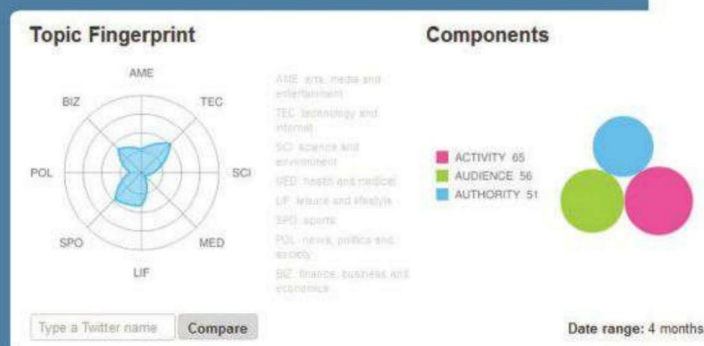 Topic Fingerprint
Components
AME
TEC
SCI
MED
LIF
SPO
POL
BIZ
AME: arts, media and
entertainment
TEC: technology and
internet
SCI: science and
environment
MED: health and medical
LIF: leisure and lifestyle
SPO: sports
POL: news, politics and
society
BIZ: finance, business and
economics
ACTIVITY 65
AUDIENCE 56
AUTHORITY 51
Type a Twitter name
Compare
Date range: 4 months